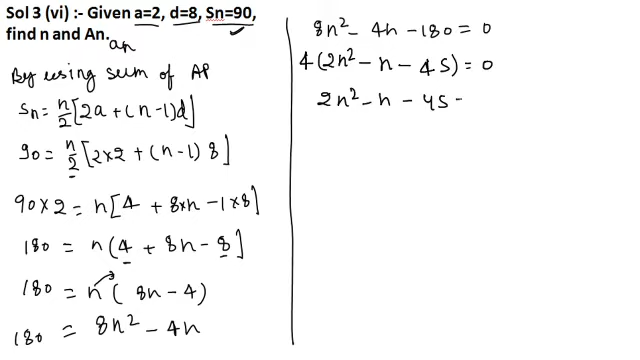 Sol 3 (vi) :- Given a=2, d=8, Sn=90,
find n and An.
an
By using sum of AP
Sn = n/2 [2a + (n-1)d]
90 = n/2 [2×2 + (n-1) 8]
90×2 = n[4 + 8×n - 1×8]
180 = n(4 + 8n - 8)
180 = n( 8n - 4)
180 = 8n² - 4n
8n² - 4n - 180 = 0
4(2n² - n - 45) = 0
2n² - n - 45 -